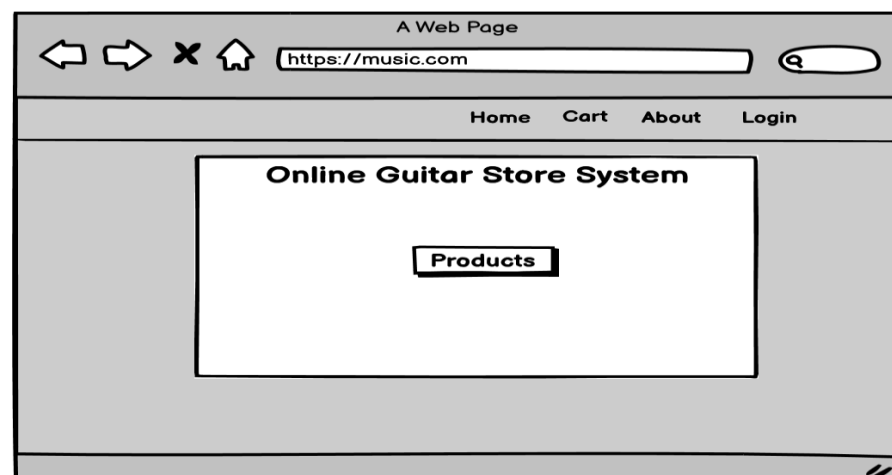 A Web Page
https://music.com
Home Cart About Login
Online Guitar Store System
Products